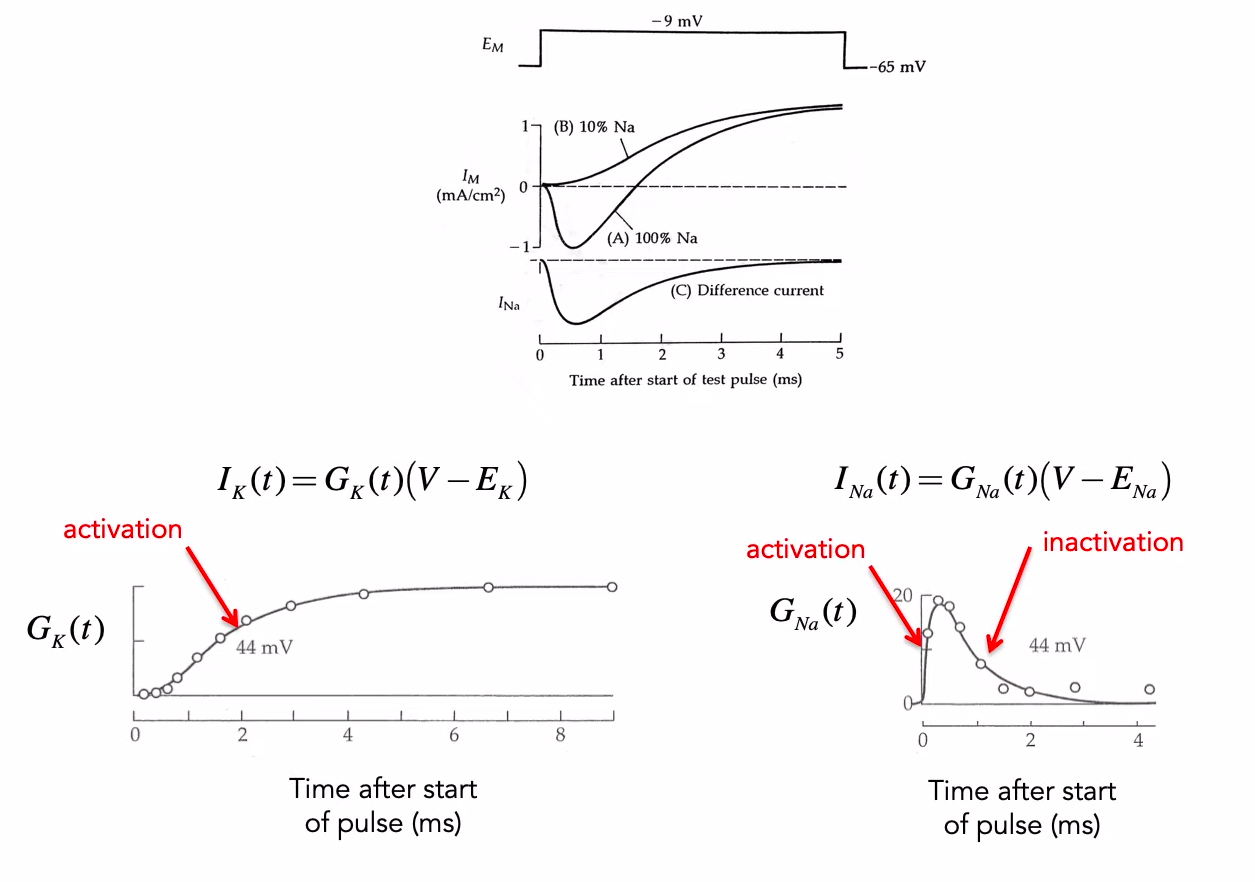 −9 mV
E_M
−65 mV
1
(B) 10% Na
I_M
(mA/cm²)
0
(A) 100% Na
−1
(C) Difference current
I_Na
0 1 2 3 4 5
Time after start of test pulse (ms)
I_K(t) = G_K(t)(V − E_K)
activation
G_K(t)
44 mV
0 2 4 6 8
Time after start
of pulse (ms)
I_Na(t) = G_Na(t)(V − E_Na)
activation
inactivation
20
G_Na(t)
44 mV
0
0 2 4
Time after start
of pulse (ms)